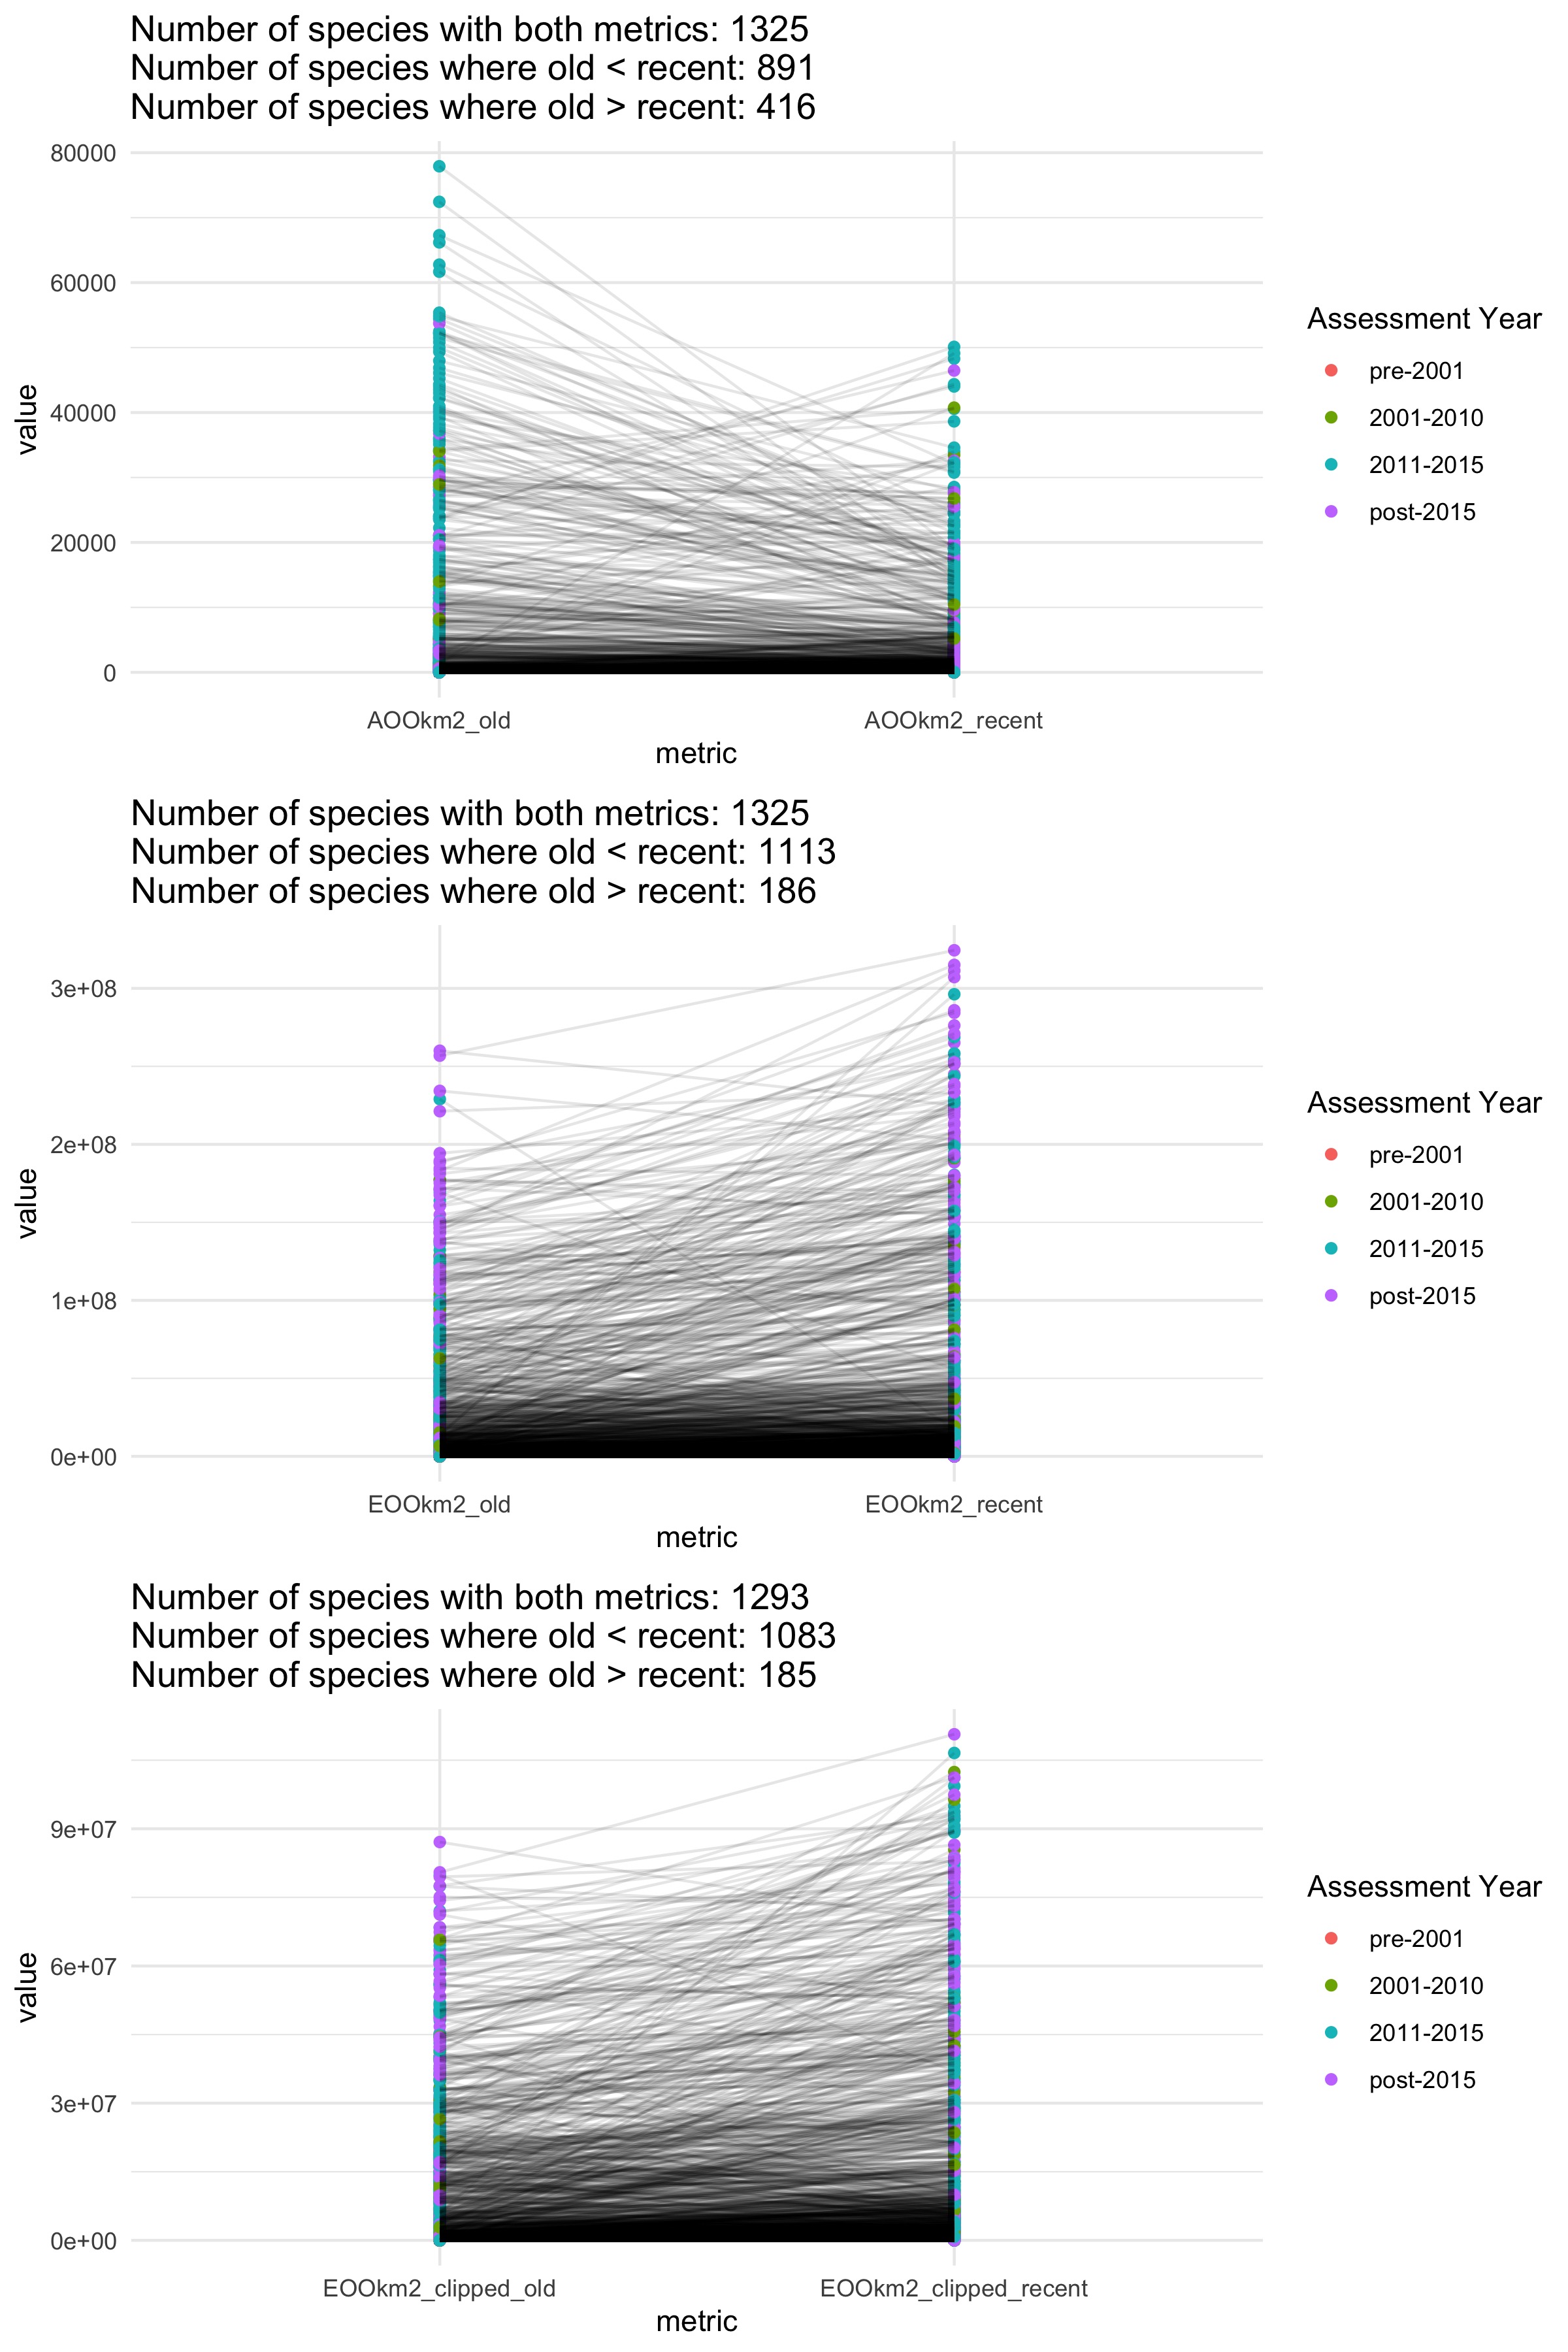 Number of species with both metrics: 1325
Number of species where old < recent: 891
Number of species where old > recent: 416
80000
60000
40000
20000
0
value
AOOkm2_old
AOOkm2_recent
metric
Assessment Year
pre-2001
2001-2010
2011-2015
post-2015
Number of species with both metrics: 1325
Number of species where old < recent: 1113
Number of species where old > recent: 186
3e+08
2e+08
1e+08
0e+00
value
EOOkm2_old
EOOkm2_recent
metric
Assessment Year
pre-2001
2001-2010
2011-2015
post-2015
Number of species with both metrics: 1293
Number of species where old < recent: 1083
Number of species where old > recent: 185
9e+07
6e+07
3e+07
0e+00
value
EOOkm2_clipped_old
EOOkm2_clipped_recent
metric
Assessment Year
pre-2001
2001-2010
2011-2015
post-2015